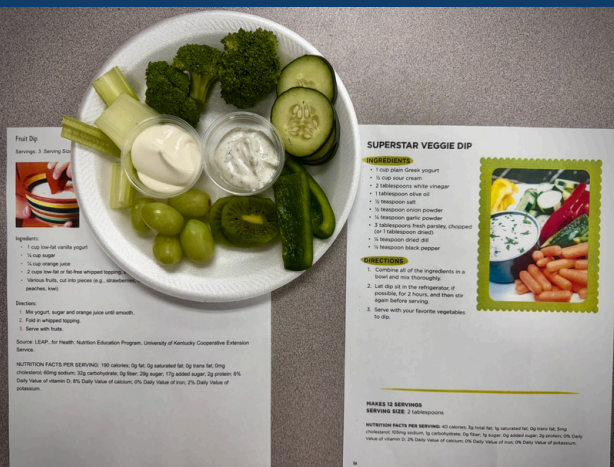 Fruit Dip
Servings: 3 Serving Siz
Ingredients:
1 cup low-fat vanilla yogurt
¼ cup sugar
¼ cup orange juice
2 cups low-fat or fat-free whipped topping,
Various fruits, cut into pieces (e.g., strawberries,
peaches, kiwi).
Directions:
1. Mix yogurt, sugar and orange juice until smooth.
2. Fold in whipped topping.
3. Serve with fruits.
Source: LEAP...for Health: Nutrition Education Program, University of Kentucky Cooperative Extension
Service.
NUTRITION FACTS PER SERVING: 190 calories; 0g fat; 0g saturated fat; 0g trans fat; 0mg
cholesterol; 80mg sodium; 32g carbohydrate; 0g fiber; 29g sugar; 17g added sugar; 2g protein; 6%
Daily Value of vitamin D; 8% Daily Value of calcium; 0% Daily Value of iron; 2% Daily Value of
potassium.
SUPERSTAR VEGGIE DIP
INGREDIENTS
• 1 cup plain Greek yogurt
• ½ cup sour cream
• 2 tablespoons white vinegar
• 1 tablespoon olive oil
• ½ teaspoon salt
• ½ teaspoon onion powder
• ¼ teaspoon garlic powder
• 3 tablespoons fresh parsley, chopped
(or 1 tablespoon dried)
• ¼ teaspoon dried dill
• ¼ teaspoon black pepper
DIRECTIONS
1. Combine all of the ingredients in a
bowl and mix thoroughly.
2. Let dip sit in the refrigerator, if
possible, for 2 hours, and then stir
again before serving.
3. Serve with your favorite vegetables
to dip.
MAKES 12 SERVINGS
SERVING SIZE: 2 tablespoons
NUTRITION FACTS PER SERVING: 40 calories; 3g total fat; 1g saturated fat; 0g trans fat; 5mg
cholesterol; 105mg sodium; 1g carbohydrate; 0g fiber; 1g sugar; 0g added sugar; 2g protein; 0% Daily
Value of vitamin D; 2% Daily Value of calcium; 0% Daily Value of iron; 0% Daily Value of potassium.